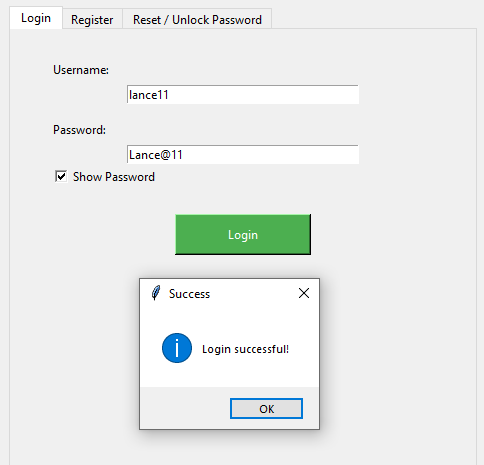 Login Register Reset / Unlock Password
Username:
lance11
Password:
Lance@11
Show Password
Login
Success
Login successful!
OK